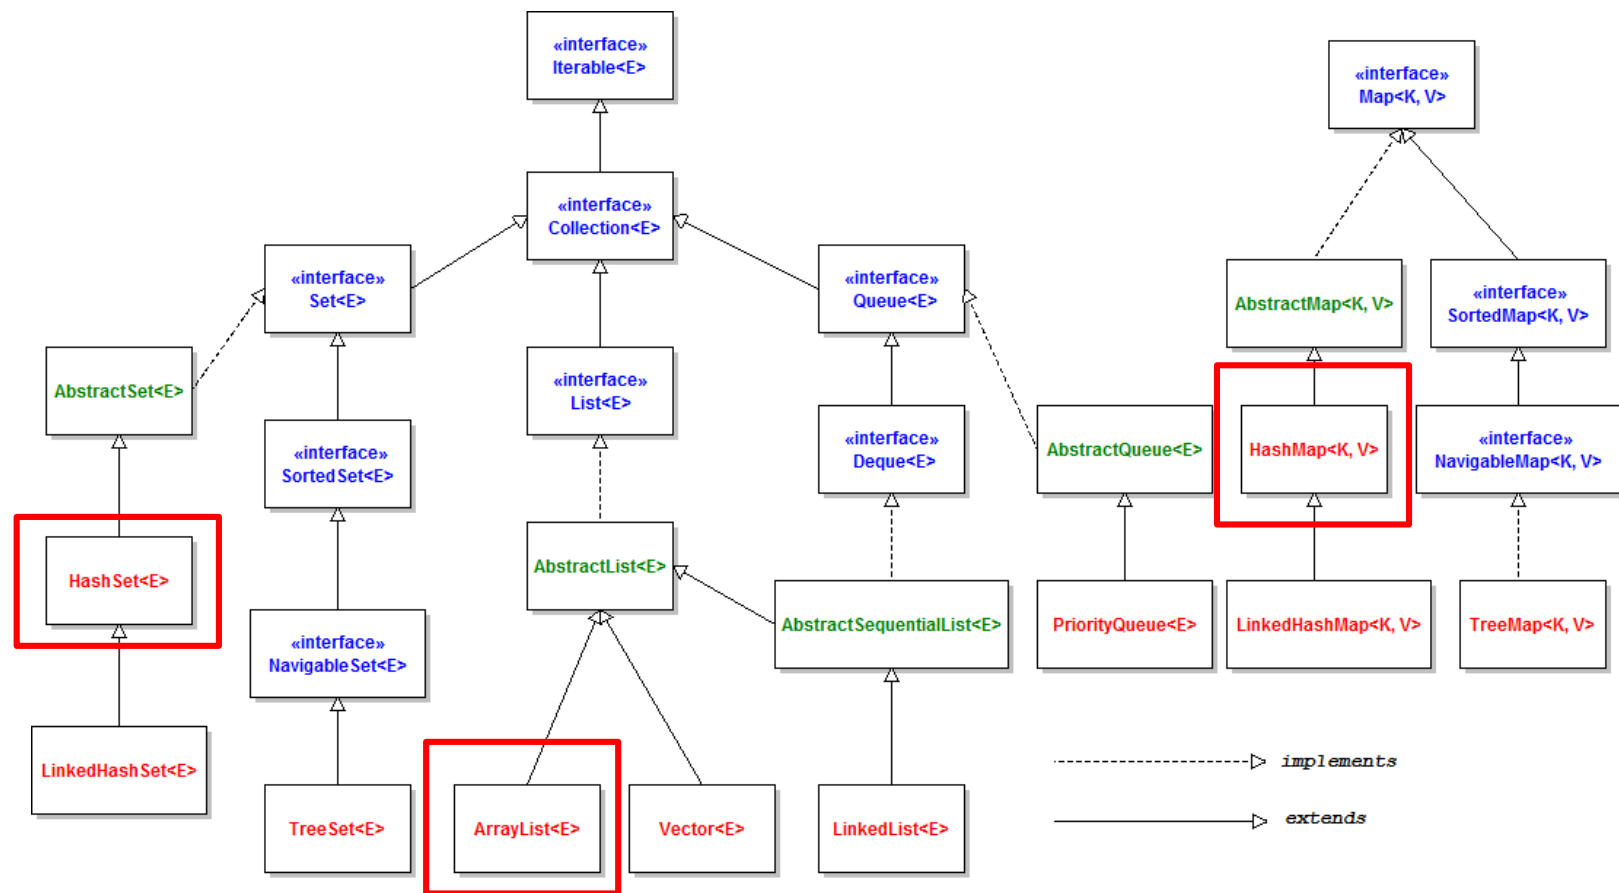 «interface»
Iterable<E>
«interface»
Map<K, V>
«interface»
Collection<E>
«interface»
Set<E>
«interface»
Queue<E>
AbstractMap<K, V>
«interface»
SortedMap<K, V>
AbstractSet<E>
«interface»
List<E>
«interface»
SortedSet<E>
«interface»
Deque<E>
AbstractQueue<E>
HashMap<K, V>
«interface»
NavigableMap<K, V>
HashSet<E>
AbstractList<E>
«interface»
NavigableSet<E>
AbstractSequentialList<E>
PriorityQueue<E>
LinkedHashMap<K, V>
TreeMap<K, V>
LinkedHashSet<E>
implements
TreeSet<E>
ArrayList<E>
Vector<E>
LinkedList<E>
extends